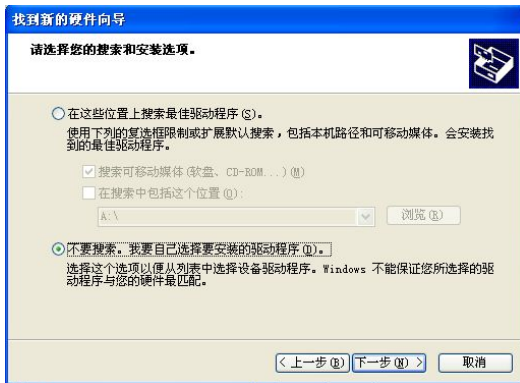 找到新的硬件向导
请选择您的搜索和安装选项。
在这些位置上搜索最佳驱动程序(S)。
使用下列的复选框限制或扩展默认搜索，包括本机路径和可移动媒体。会安装找
到的最佳驱动程序。
搜索可移动媒体(软盘、CD-ROM...)(M)
在搜索中包括这个位置(O):
A:\
浏览(R)
不要搜索。我要自己选择要安装的驱动程序(D)。
选择这个选项以便从列表中选择设备驱动程序。Windows 不能保证您所选择的驱
动程序与您的硬件最匹配。
< 上一步(B) 下一步(N) > 取消